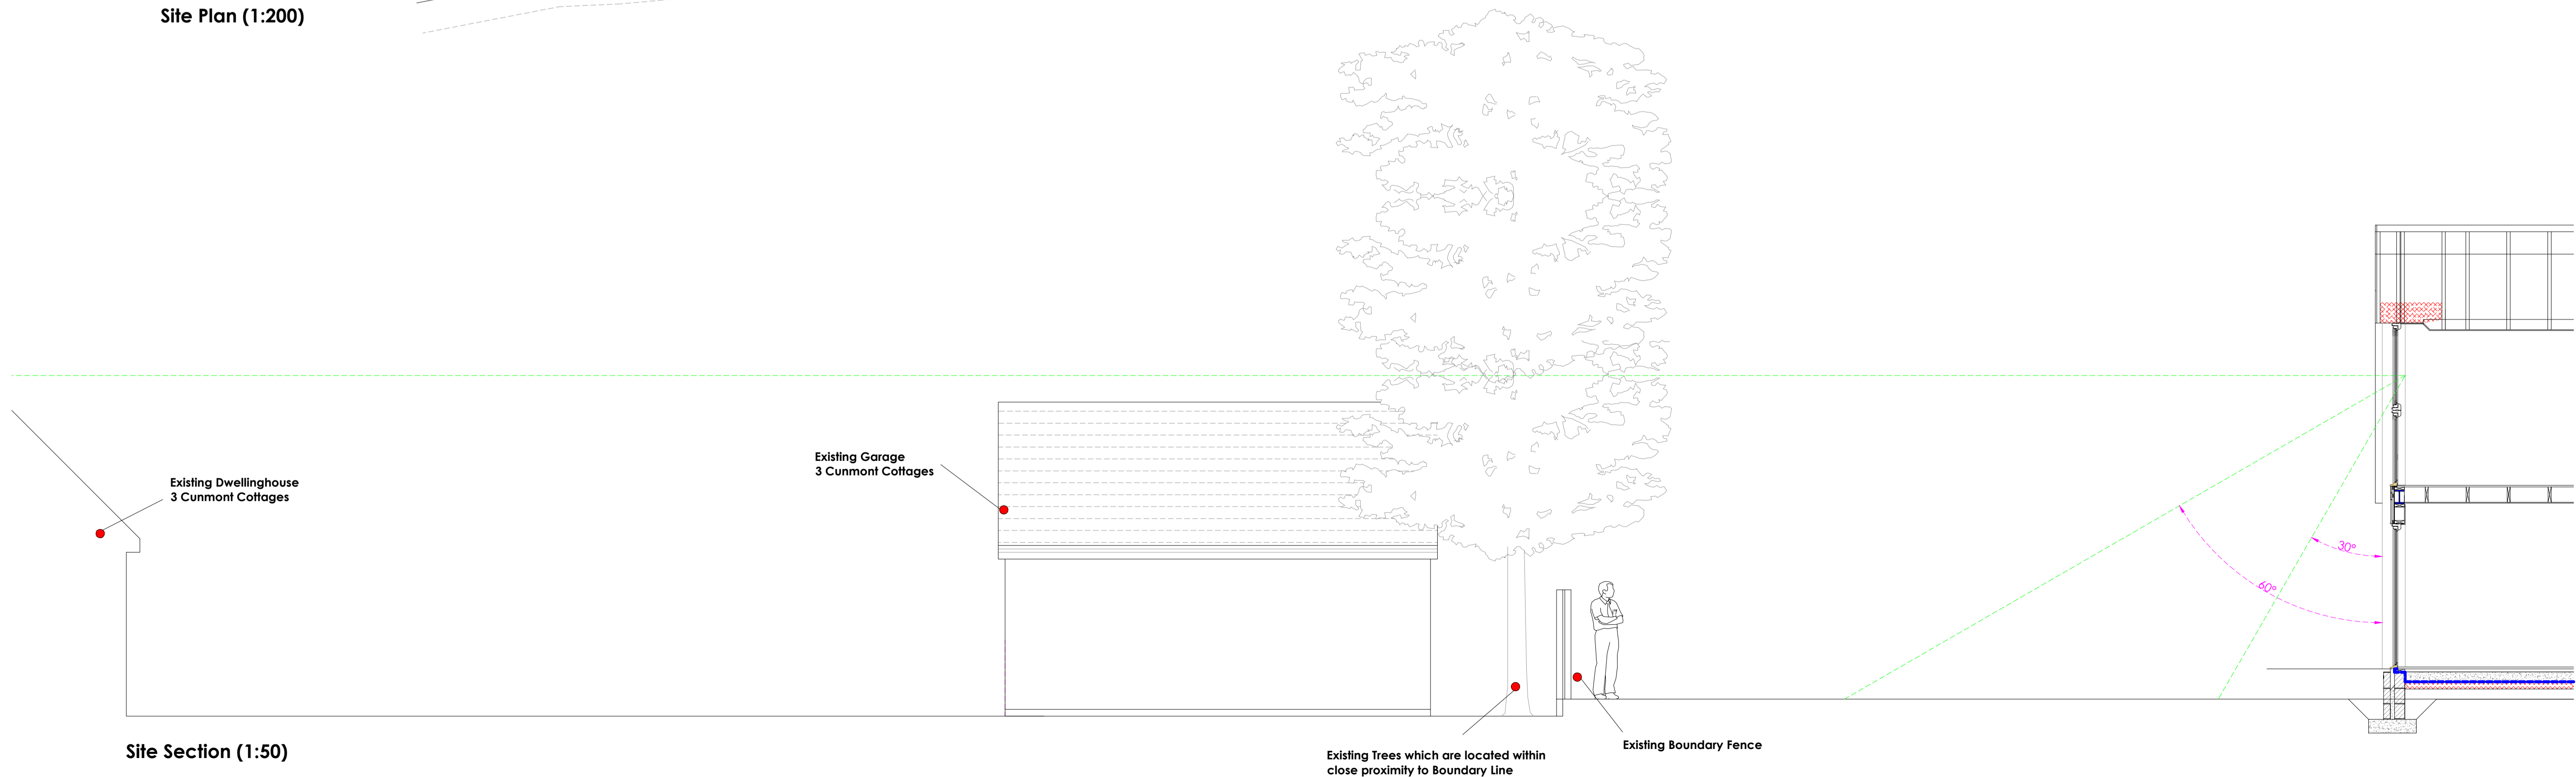 Site Plan (1:200)
Existing Dwellinghouse
3 Cunmont Cottages
Existing Garage
3 Cunmont Cottages
30°
60°
Site Section (1:50)
Existing Trees which are located within
close proximity to Boundary Line
Existing Boundary Fence